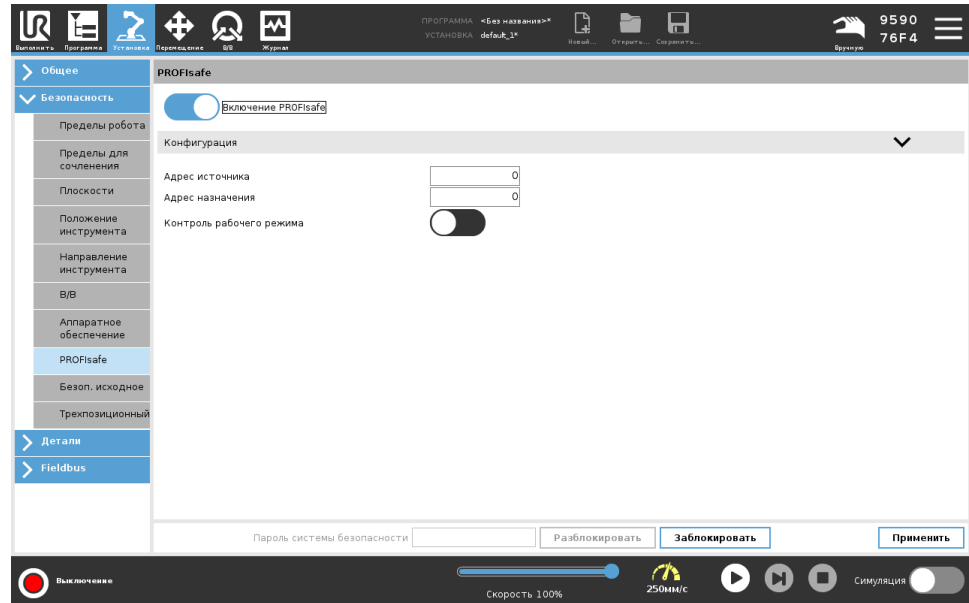 ПРОГРАММА <Без названия>*
УСТАНОВКА default_1*
Выполнить Программа Установка Перемещение В/В Журнал
Новый... Открыть... Сохранить...
Вручную
9590
76F4
Общее
Безопасность
Пределы робота
Пределы для
сочленения
Плоскости
Положение
инструмента
Направление
инструмента
В/В
Аппаратное
обеспечение
PROFIsafe
Безоп. исходное
Трехпозиционный
Детали
Fieldbus
PROFIsafe
Включение PROFIsafe
Конфигурация
Адрес источника 0
Адрес назначения 0
Контроль рабочего режима
Пароль системы безопасности Разблокировать Заблокировать Применить
Выключение
Скорость 100%
250мм/с
Симуляция